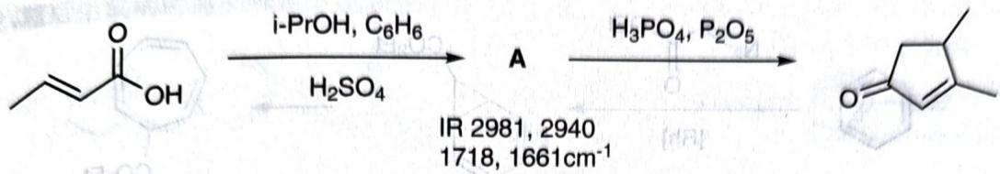 i-PrOH, C6H6
H2SO4
O
OH
A
IR 2981, 2940
1718, 1661cm-1
H3PO4, P2O5
O